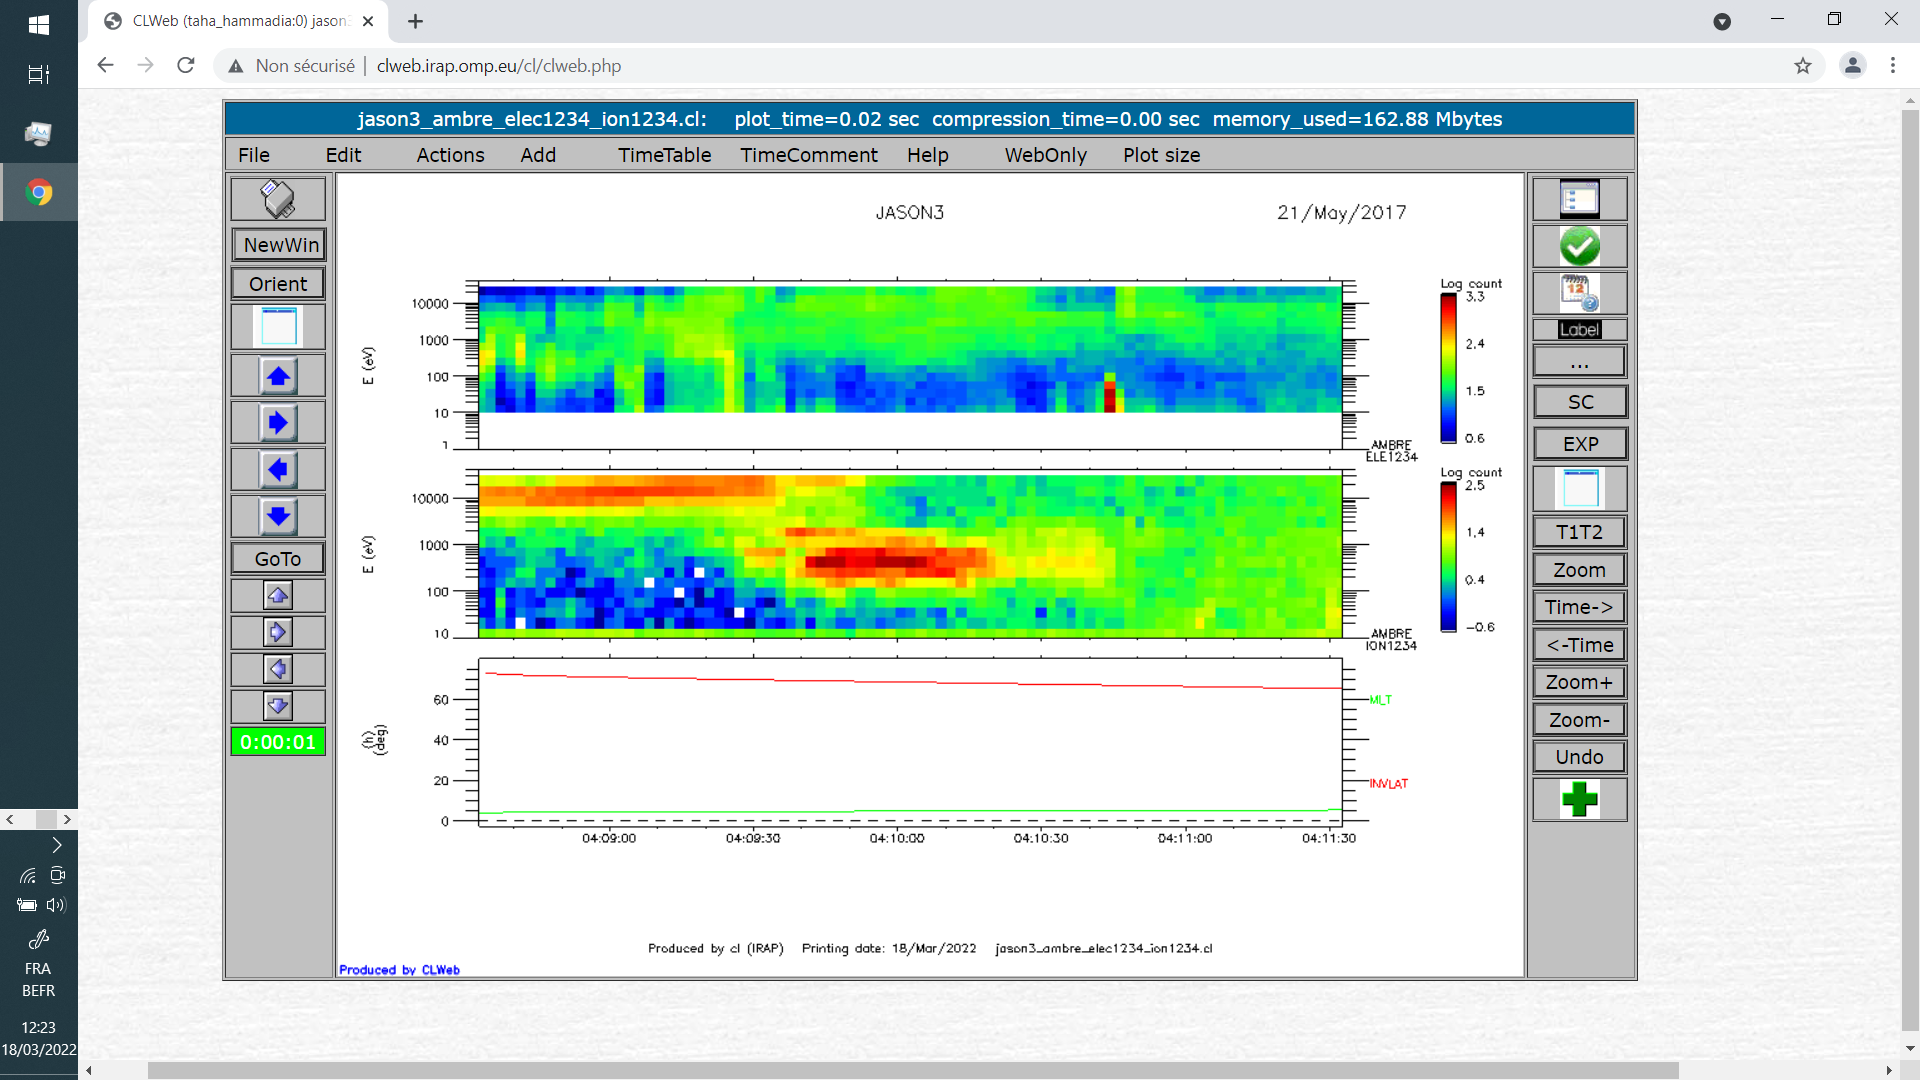 CLWeb (taha_hammadia:0) jason3
Non sécurisé | clweb.irap.omp.eu/cl/clweb.php
jason3_ambre_elec1234_ion1234.cl: plot_time=0.02 sec compression_time=0.00 sec memory_used=162.88 Mbytes
File Edit Actions Add TimeTable TimeComment Help WebOnly Plot size
NewWin
Orient
GoTo
0:00:01
JASON3 21/May/2017
E (eV)
10000
1000
100
10
1
AMBRE
ELE1234
Log count
3.3
2.4
1.5
0.6
E (eV)
10000
1000
100
10
AMBRE
ION1234
Log count
2.5
1.4
0.4
-0.6
(h)
(deg)
60
40
20
0
MLT
INVLAT
04:09:00 04:09:30 04:10:00 04:10:30 04:11:00 04:11:30
Produced by cl (IRAP) Printing date: 18/Mar/2022 jason3_ambre_elec1234_ion1234.cl
Produced by CLWeb
12
Label
...
SC
EXP
T1T2
Zoom
Time->
<-Time
Zoom+
Zoom-
Undo
FRA
BEFR
12:23
18/03/2022